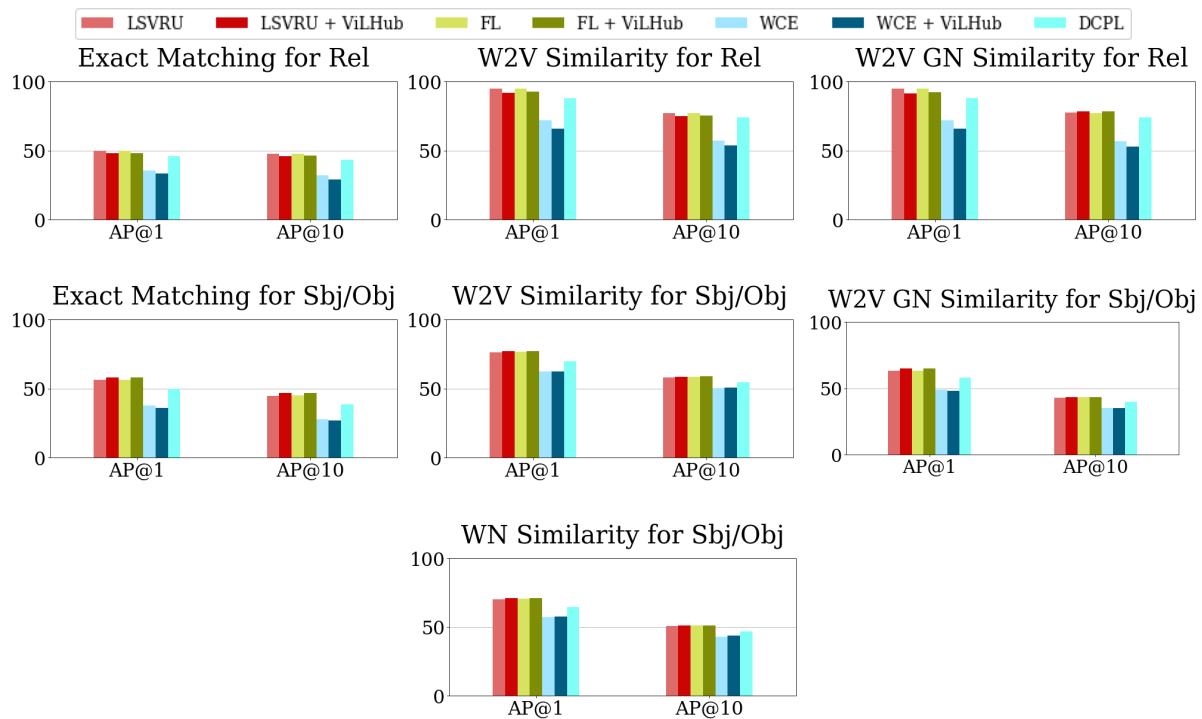 LSVRU LSVRU + ViLHub FL FL + ViLHub WCE WCE + ViLHub DCPL
Exact Matching for Rel
100
50
0
AP@1 AP@10
W2V Similarity for Rel
100
50
0
AP@1 AP@10
W2V GN Similarity for Rel
100
50
0
AP@1 AP@10
Exact Matching for Sbj/Obj
100
50
0
AP@1 AP@10
W2V Similarity for Sbj/Obj
100
50
0
AP@1 AP@10
W2V GN Similarity for Sbj/Obj
100
50
0
AP@1 AP@10
WN Similarity for Sbj/Obj
100
50
0
AP@1 AP@10